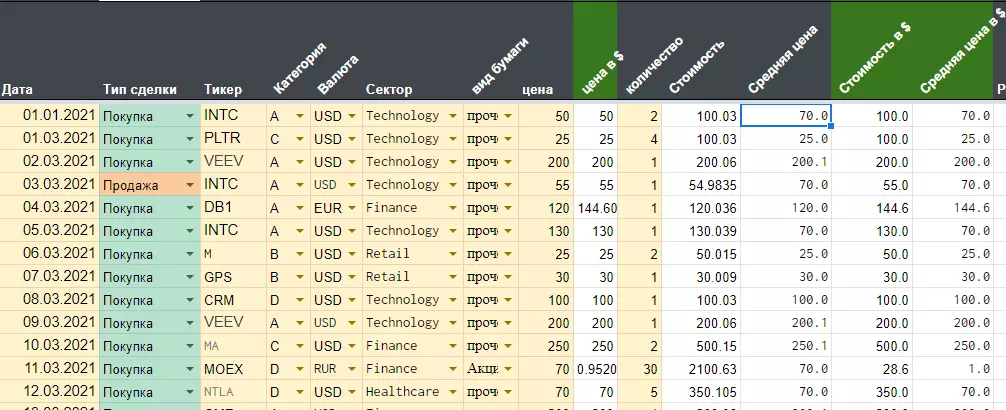 Дата Тип сделки Тикер Категория Валюта Сектор вид бумаги цена цена в $ количество Стоимость Средняя цена Стоимость в $ Средняя цена в $
01.01.2021 Покупка INTC A USD Technology проч 50 50 2 100.03 70.0 100.0 70.0
01.03.2021 Покупка PLTR C USD Technology проч 25 25 4 100.03 25.0 100.0 25.0
02.03.2021 Покупка VEEV A USD Technology проч 200 200 1 200.06 200.1 200.0 200.0
03.03.2021 Продажа INTC A USD Technology проч 55 55 1 54.9835 70.0 55.0 70.0
04.03.2021 Покупка DB1 A EUR Finance проч 120 144.60 1 120.036 120.0 144.6 144.6
05.03.2021 Покупка INTC A USD Technology проч 130 130 1 130.039 70.0 130.0 70.0
06.03.2021 Покупка M B USD Retail проч 25 25 2 50.015 25.0 50.0 25.0
07.03.2021 Покупка GPS B USD Retail проч 30 30 1 30.009 30.0 30.0 30.0
08.03.2021 Покупка CRM D USD Technology проч 100 100 1 100.03 100.0 100.0 100.0
09.03.2021 Покупка VEEV A USD Technology проч 200 200 1 200.06 200.1 200.0 200.0
10.03.2021 Покупка MA C USD Finance проч 250 250 2 500.15 250.1 500.0 250.0
11.03.2021 Покупка MOEX D RUR Finance Акци 70 0.9520 30 2100.63 70.0 28.6 1.0
12.03.2021 Покупка NTLA D USD Healthcare проч 70 70 5 350.105 70.0 350.0 70.0